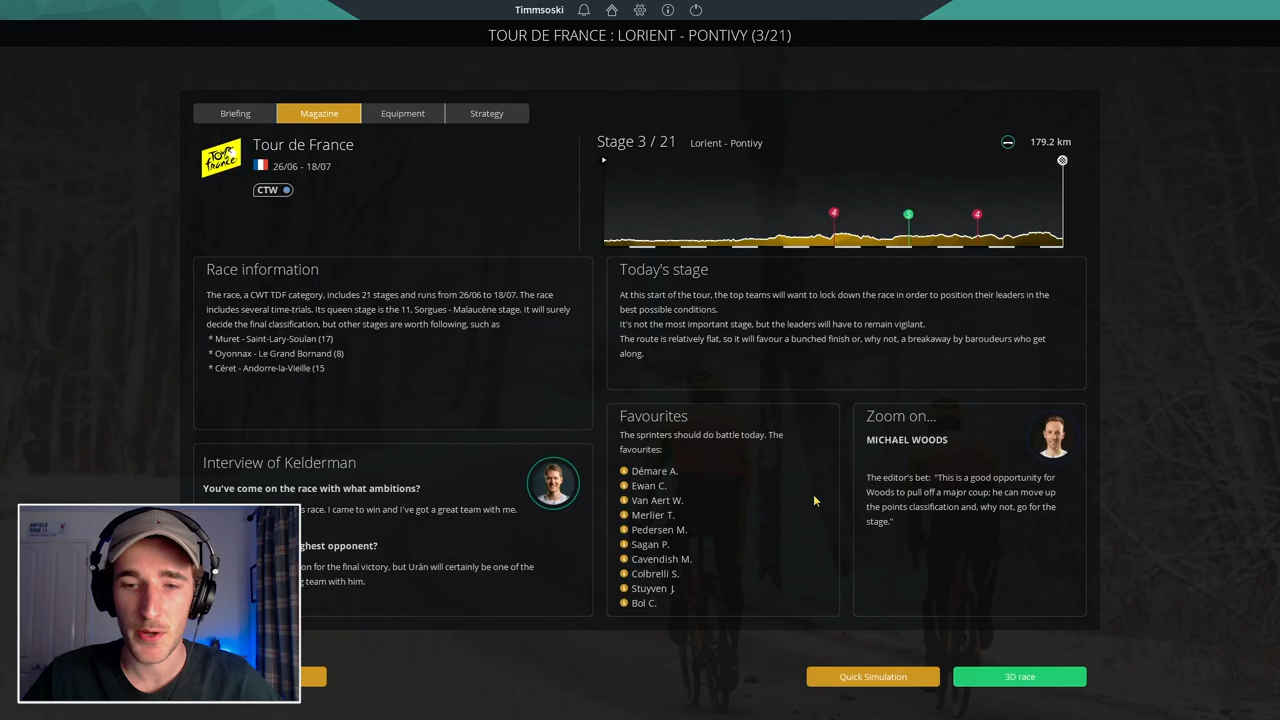 Timmsoski
TOUR DE FRANCE : LORIENT - PONTIVY (3/21)
Briefing
Magazine
Equipment
Strategy
TOUR
france
Tour de France
26/06 - 18/07
CTW
Stage 3 / 21
Lorient - Pontivy
179.2 km
4
S
4
Race information
The race, a CWT TDF category, includes 21 stages and runs from 26/06 to 18/07. The race
includes several time-trials. Its queen stage is the 11, Sorgues - Malaucène stage. It will surely
decide the final classification, but other stages are worth following, such as
* Muret - Saint-Lary-Soulan (17)
* Oyonnax - Le Grand Bornand (8)
* Céret - Andorre-la-Vieille (15
Today's stage
At this start of the tour, the top teams will want to lock down the race in order to position their leaders in the
best possible conditions.
It's not the most important stage, but the leaders will have to remain vigilant.
The route is relatively flat, so it will favour a bunched finish or, why not, a breakaway by baroudeurs who get
along.
Interview of Kelderman
You've come on the race with what ambitions?
s race. I came to win and I've got a great team with me.
ghest opponent?
on for the final victory, but Urán will certainly be one of the
g team with him.
Favourites
The sprinters should do battle today. The
favourites:
Démare A.
Ewan C.
Van Aert W.
Merlier T.
Pedersen M.
Sagan P.
Cavendish M.
Colbrelli S.
Stuyven J.
Bol C.
Zoom on...
MICHAEL WOODS
The editor's bet: "This is a good opportunity for
Woods to pull off a major coup; he can move up
the points classification and, why not, go for the
stage."
Quick Simulation
3D race